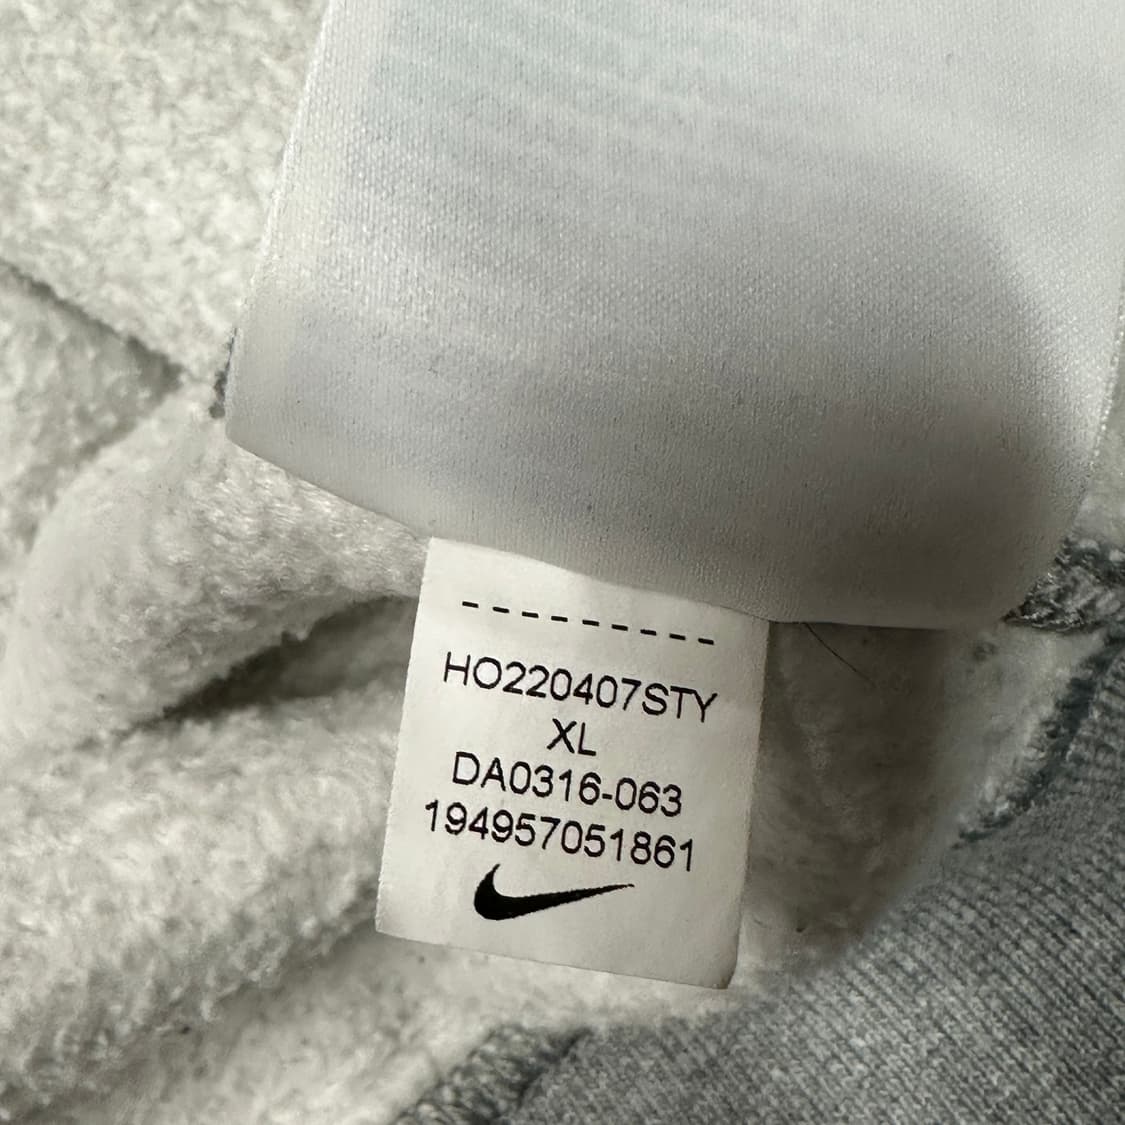 ---------
HO220407STY
XL
DA0316-063
194957051861